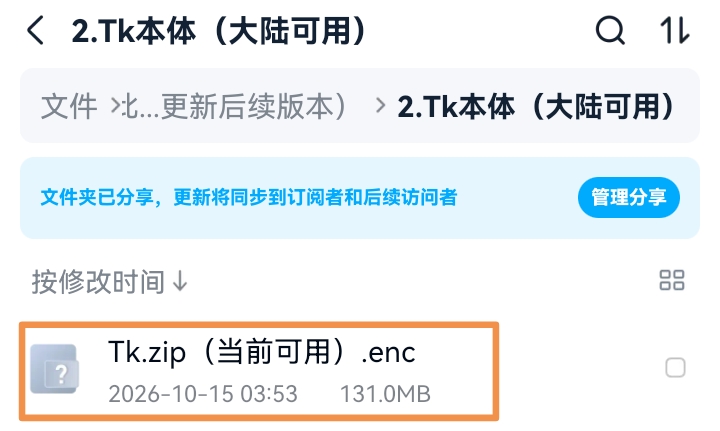 2.Tk本体（大陆可用）
文件 >北...更新后续版本） > 2.Tk本体（大陆可用）
文件夹已分享，更新将同步到订阅者和后续访问者
管理分享
按修改时间↓
Tk.zip（当前可用）.enc
2026-10-15 03:53 131.0MB